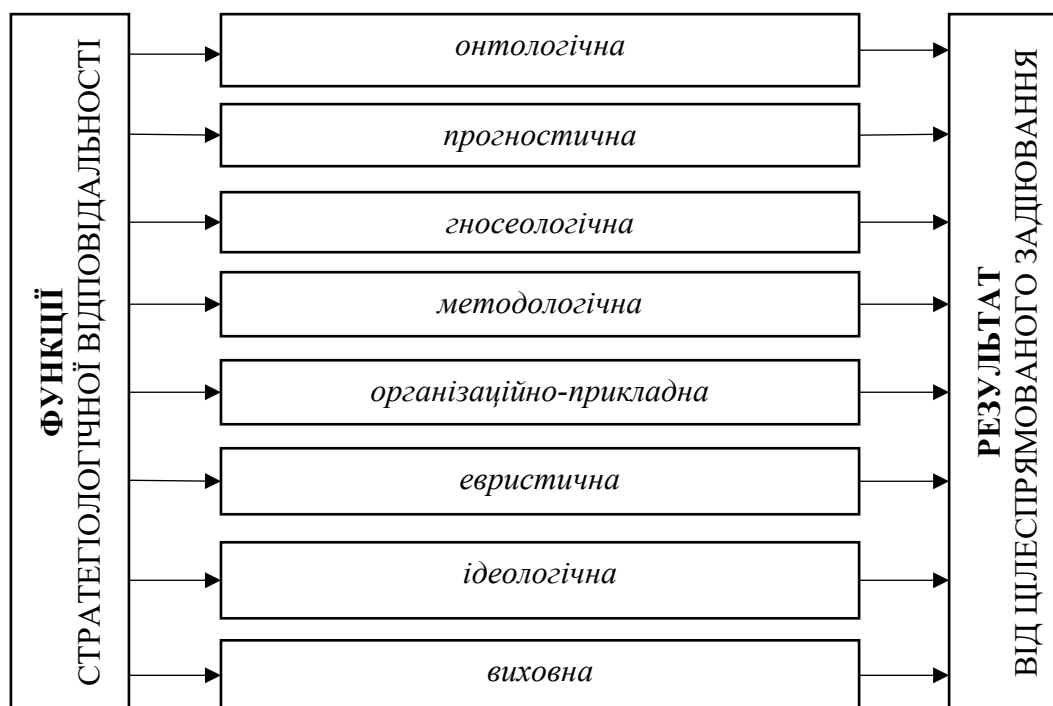 ФУНКЦІЇ
СТРАТЕГІОЛОГІЧНОЇ ВІДПОВІДАЛЬНОСТІ
онтологічна
прогностична
гносеологічна
методологічна
організаційно-прикладна
евристична
ідеологічна
виховна
РЕЗУЛЬТАТ
ВІД ЦІЛЕСПРЯМОВАНОГО ЗАДІЮВАННЯ